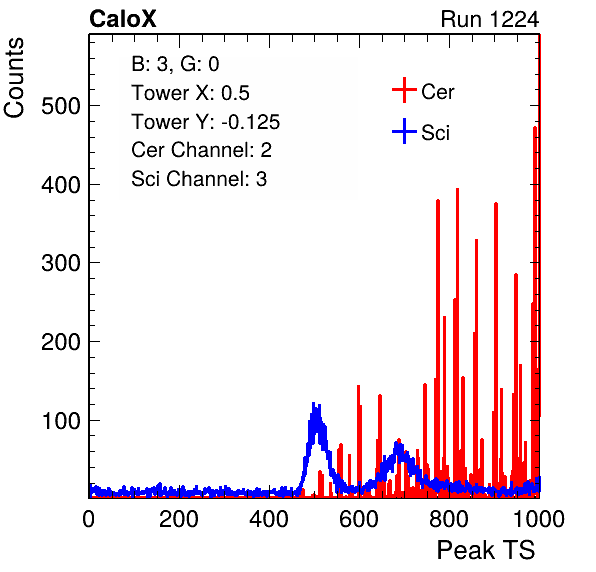 CaloX Run 1224
Counts
B: 3, G: 0
Tower X: 0.5
Tower Y: -0.125
Cer Channel: 2
Sci Channel: 3
Cer
Sci
500
400
300
200
100
0 200 400 600 800 1000
Peak TS